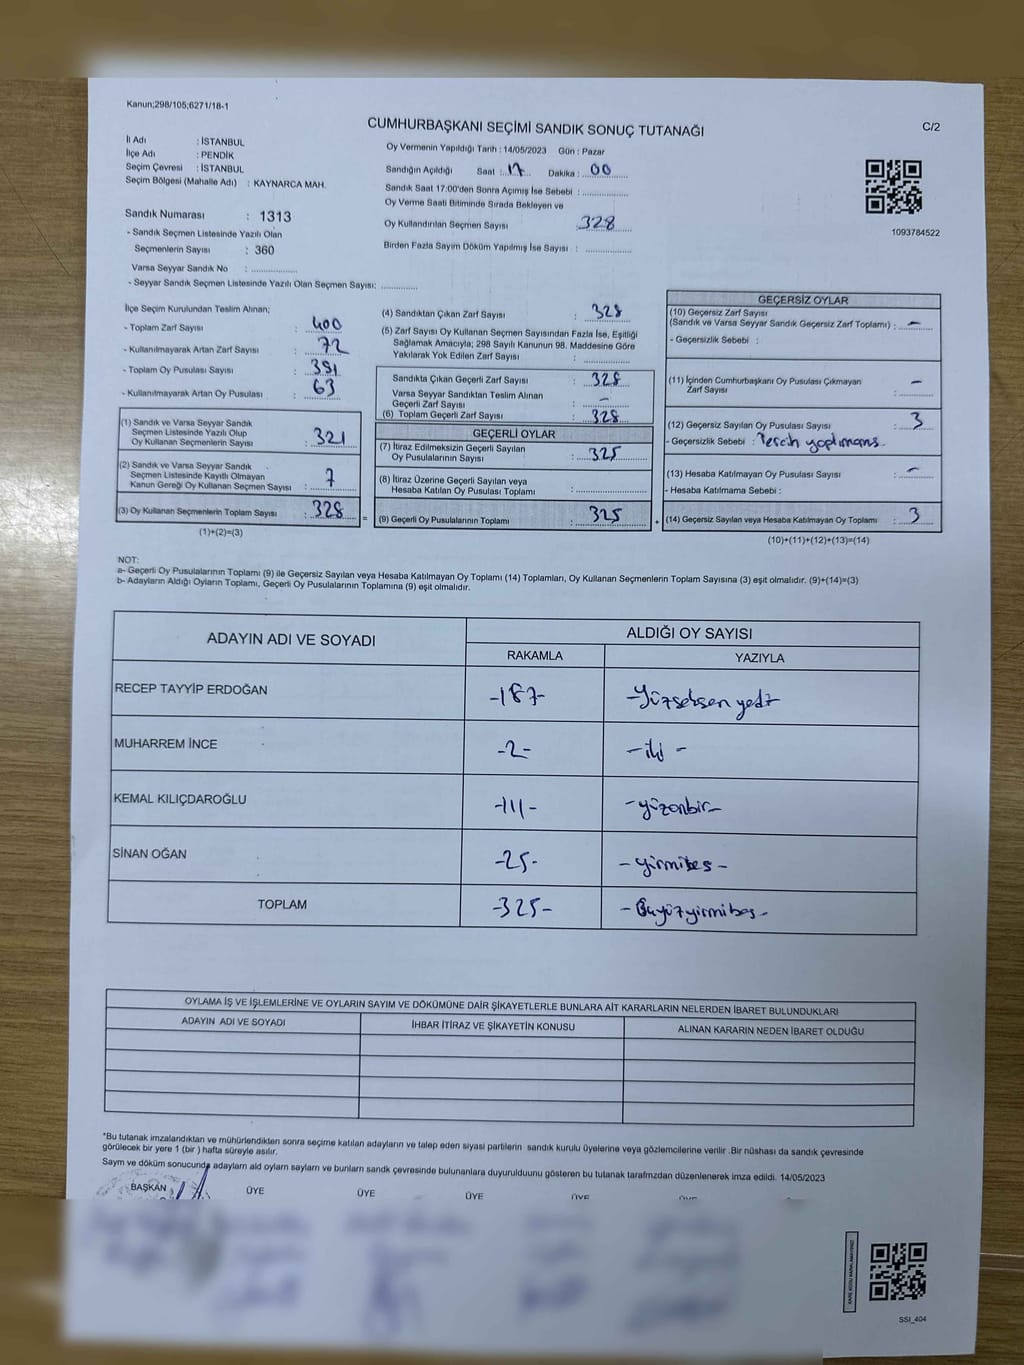 Kanun;298/105;6271/18-1
CUMHURBAŞKANI SEÇİMİ SANDIK SONUÇ TUTANAĞI
C/2
İl Adı : İSTANBUL
İlçe Adı : PENDİK
Seçim Çevresi : İSTANBUL
Seçim Bölgesi (Mahalle Adı) : KAYNARCA MAH.
Oy Vermenin Yapıldığı Tarih : 14/05/2023 Gün : Pazar
Sandığın Açıldığı Saat : 17 Dakika : 00
Sandık Saat 17:00'den Sonra Açımış İse Sebebi :
Oy Verme Saati Bitiminde Sırada Bekleyen ve
Oy Kullandırılan Seçmen Sayısı 328
Birden Fazla Sayım Döküm Yapılmış İse Sayısı :
1093784522
Sandık Numarası : 1313
- Sandık Seçmen Listesinde Yazılı Olan
Seçmenlerin Sayısı : 360
Varsa Seyyar Sandık No :
- Seyyar Sandık Seçmen Listesinde Yazılı Olan Seçmen Sayısı:
İlçe Seçim Kurulundan Teslim Alınan;
- Toplam Zarf Sayısı : 400
- Kullanılmayarak Artan Zarf Sayısı : 72
- Toplam Oy Pusulası Sayısı : 391
- Kullanılmayarak Artan Oy Pusulası : 63
(1) Sandık ve Varsa Seyyar Sandık
Seçmen Listesinde Yazılı Olup
Oy Kullanan Seçmenlerin Sayısı : 321
(2) Sandık ve Varsa Seyyar Sandık
Seçmen Listesinde Kayıtlı Olmayan
Kanun Gereği Oy Kullanan Seçmen Sayısı : 7
(3) Oy Kullanan Seçmenlerin Toplam Sayısı : 328 =
(1)+(2)=(3)
(4) Sandıktan Çıkan Zarf Sayısı : 328
(5) Zarf Sayısı Oy Kullanan Seçmen Sayısından Fazla İse, Eşitliği
Sağlamak Amacıyla; 298 Sayılı Kanunun 98. Maddesine Göre
Yakılarak Yok Edilen Zarf Sayısı :
Sandıkta Çıkan Geçerli Zarf Sayısı : 328
Varsa Seyyar Sandıktan Teslim Alınan
Geçerli Zarf Sayısı : -
(6) Toplam Geçerli Zarf Sayısı : 328
GEÇERLİ OYLAR
(7) İtiraz Edilmeksizin Geçerli Sayılan
Oy Pusulalarının Sayısı : 325
(8) İtiraz Üzerine Geçerli Sayılan veya
Hesaba Katılan Oy Pusulası Toplamı :
(9) Geçerli Oy Pusulalarının Toplamı : 325 +
GEÇERSİZ OYLAR
(10) Geçersiz Zarf Sayısı
(Sandık ve Varsa Seyyar Sandık Geçersiz Zarf Toplamı) : -
- Geçersizlik Sebebi :
(11) İçinden Cumhurbaşkanı Oy Pusulası Çıkmayan
Zarf Sayısı : -
(12) Geçersiz Sayılan Oy Pusulası Sayısı : 3
- Geçersizlik Sebebi : Tercih yapılmamış.
(13) Hesaba Katılmayan Oy Pusulası Sayısı : -
- Hesaba Katılmama Sebebi :
(14) Geçersiz Sayılan veya Hesaba Katılmayan Oy Toplamı : 3
(10)+(11)+(12)+(13)=(14)
NOT:
a- Geçerli Oy Pusulalarının Toplamı (9) ile Geçersiz Sayılan veya Hesaba Katılmayan Oy Toplamı (14) Toplamları, Oy Kullanan Seçmenlerin Toplam Sayısına (3) eşit olmalıdır. (9)+(14)=(3)
b- Adayların Aldığı Oyların Toplamı, Geçerli Oy Pusulalarının Toplamına (9) eşit olmalıdır.
ADAYIN ADI VE SOYADI
ALDIĞI OY SAYISI
RAKAMLA YAZIYLA
RECEP TAYYİP ERDOĞAN -187- -Yüzseksen yedi-
MUHARREM İNCE -2- -iki-
KEMAL KILIÇDAROĞLU -111- -yüzonbir-
SİNAN OĞAN -25- -yirmibeş-
TOPLAM -325- -Üçyüzyirmibeş-
OYLAMA İŞ VE İŞLEMLERİNE VE OYLARIN SAYIM VE DÖKÜMÜNE DAİR ŞİKAYETLERLE BUNLARA AİT KARARLARIN NELERDEN İBARET BULUNDUKLARI
ADAYIN ADI VE SOYADI İHBAR İTİRAZ VE ŞİKAYETİN KONUSU ALINAN KARARIN NEDEN İBARET OLDUĞU
*Bu tutanak imzalandıktan ve mühürlendikten sonra seçime katılan adayların ve talep eden siyasi partilerin sandık kurulu üyelerine veya gözlemcilerine verilir .Bir nüshası da sandık çevresinde
görülecek bir yere 1 (bir ) hafta süreyle asılır.
Saym ve döküm sonucunda adaylarn ald oylarn saylarn ve bunlarn sandk çevresinde bulunanlara duyurulduunu gösteren bu tutanak tarafmzdan düzenlenerek imza edildi. 14/05/2023
BAŞKAN ÜYE ÜYE ÜYE ÜYE
SSI_404